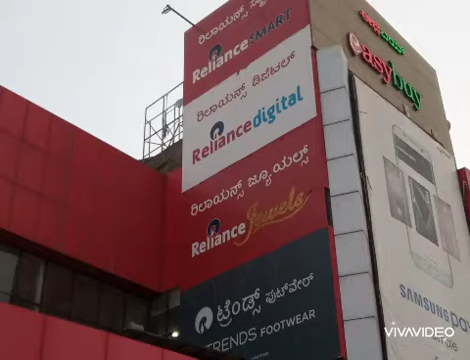 ರಿಲಯನ್ಸ್ ಸ್ಮಾರ್ಟ್
Reliance SMART
ರಿಲಯನ್ಸ್ ಡಿಜಿಟಲ್
Reliance digital
ರಿಲಯನ್ಸ್ ಜ್ಯೂಯೆಲ್ಸ್
Reliance Jewels
ಟ್ರೆಂಡ್ಸ್ ಫುಟ್‌ವೇರ್
TRENDS FOOTWEAR
easybuy
SAMSUNG
VIVAVIDEO